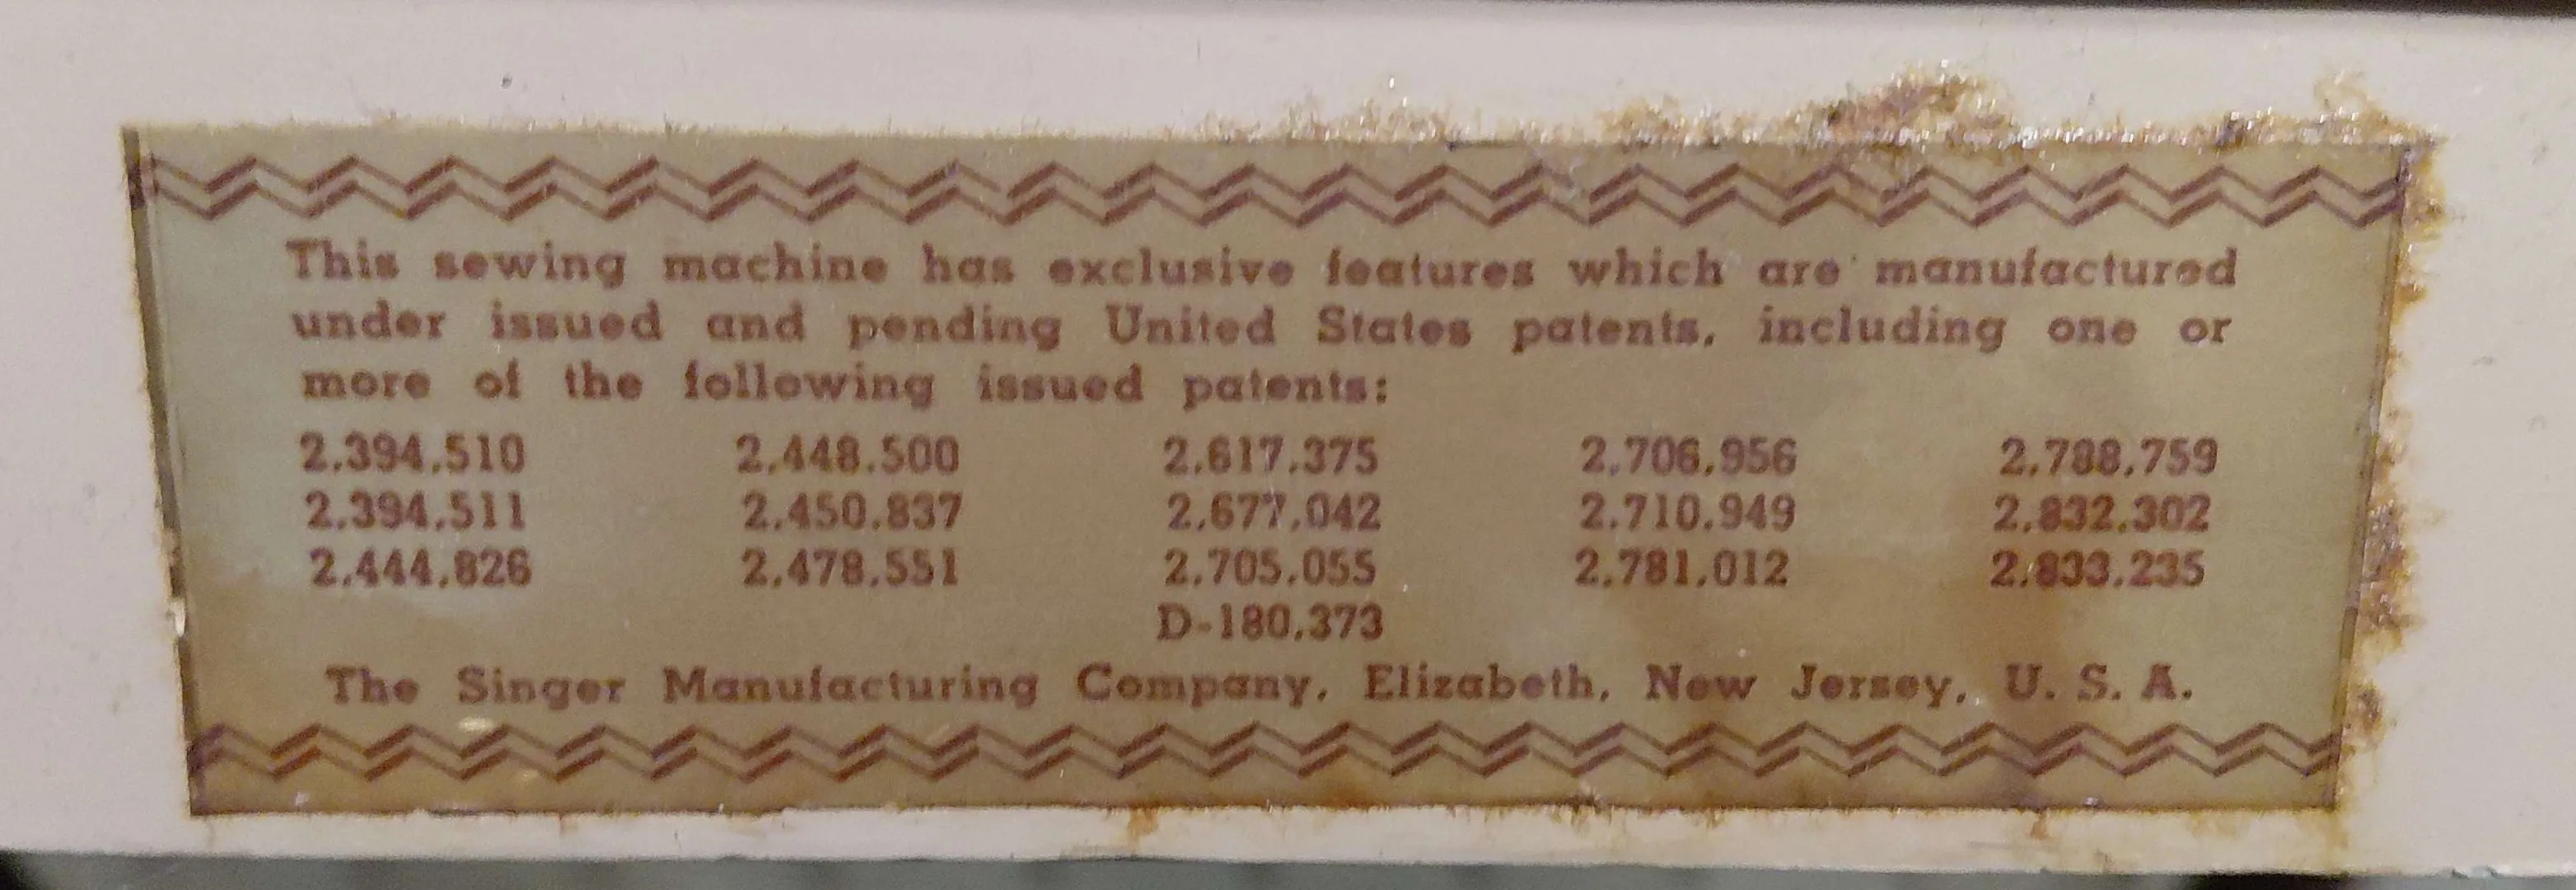 This sewing machine has exclusive features which are manufactured
under issued and pending United States patents, including one or
more of the following issued patents:
2,394,510 2,448,500 2,617,375 2,706,956 2,788,759
2,394,511 2,450,837 2,677,042 2,710,949 2,832,302
2,444,826 2,478,551 2,705,055 2,781,012 2,833,235
D-180,373
The Singer Manufacturing Company, Elizabeth, New Jersey, U. S. A.